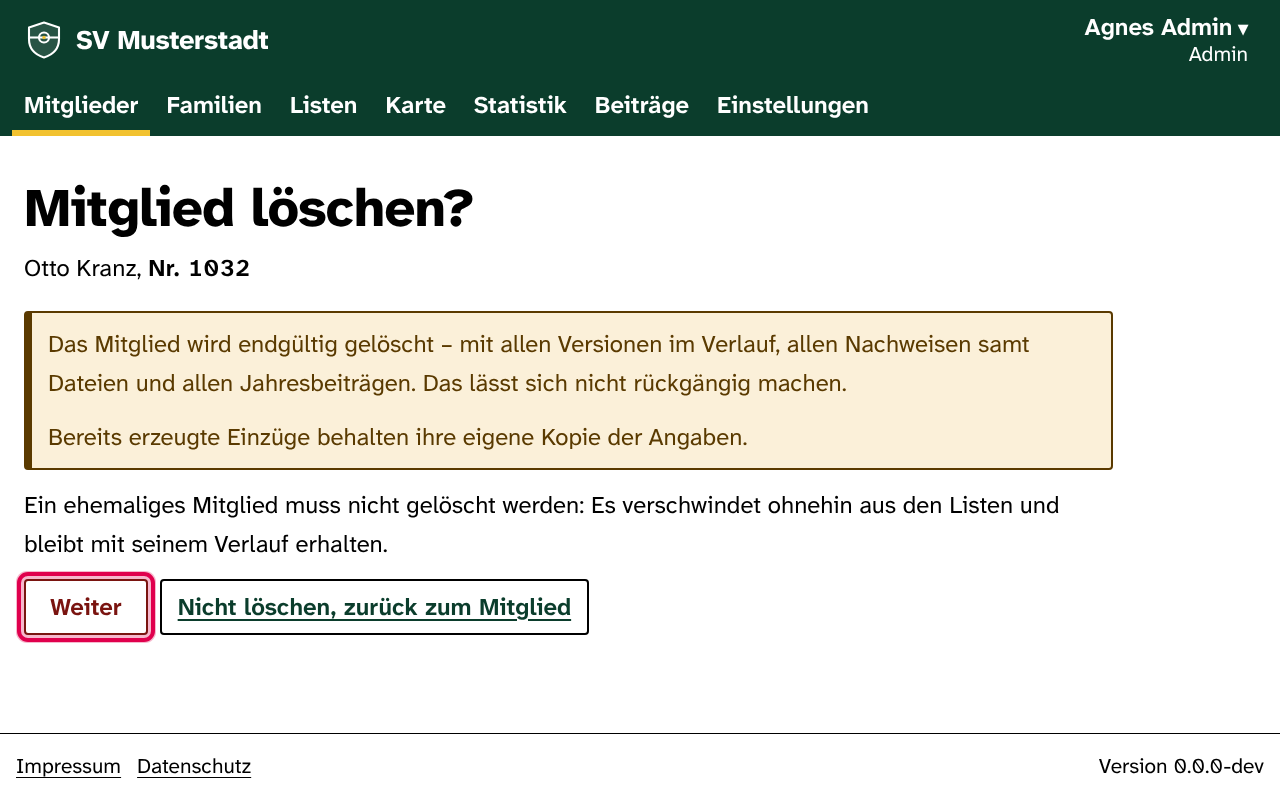 SV Musterstadt
Agnes Admin ▾
Admin
Mitglieder Familien Listen Karte Statistik Beiträge Einstellungen
Mitglied löschen?
Otto Kranz, Nr. 1032
Das Mitglied wird endgültig gelöscht – mit allen Versionen im Verlauf, allen Nachweisen samt
Dateien und allen Jahresbeiträgen. Das lässt sich nicht rückgängig machen.
Bereits erzeugte Einzüge behalten ihre eigene Kopie der Angaben.
Ein ehemaliges Mitglied muss nicht gelöscht werden: Es verschwindet ohnehin aus den Listen und
bleibt mit seinem Verlauf erhalten.
Weiter Nicht löschen, zurück zum Mitglied
Impressum Datenschutz Version 0.0.0-dev